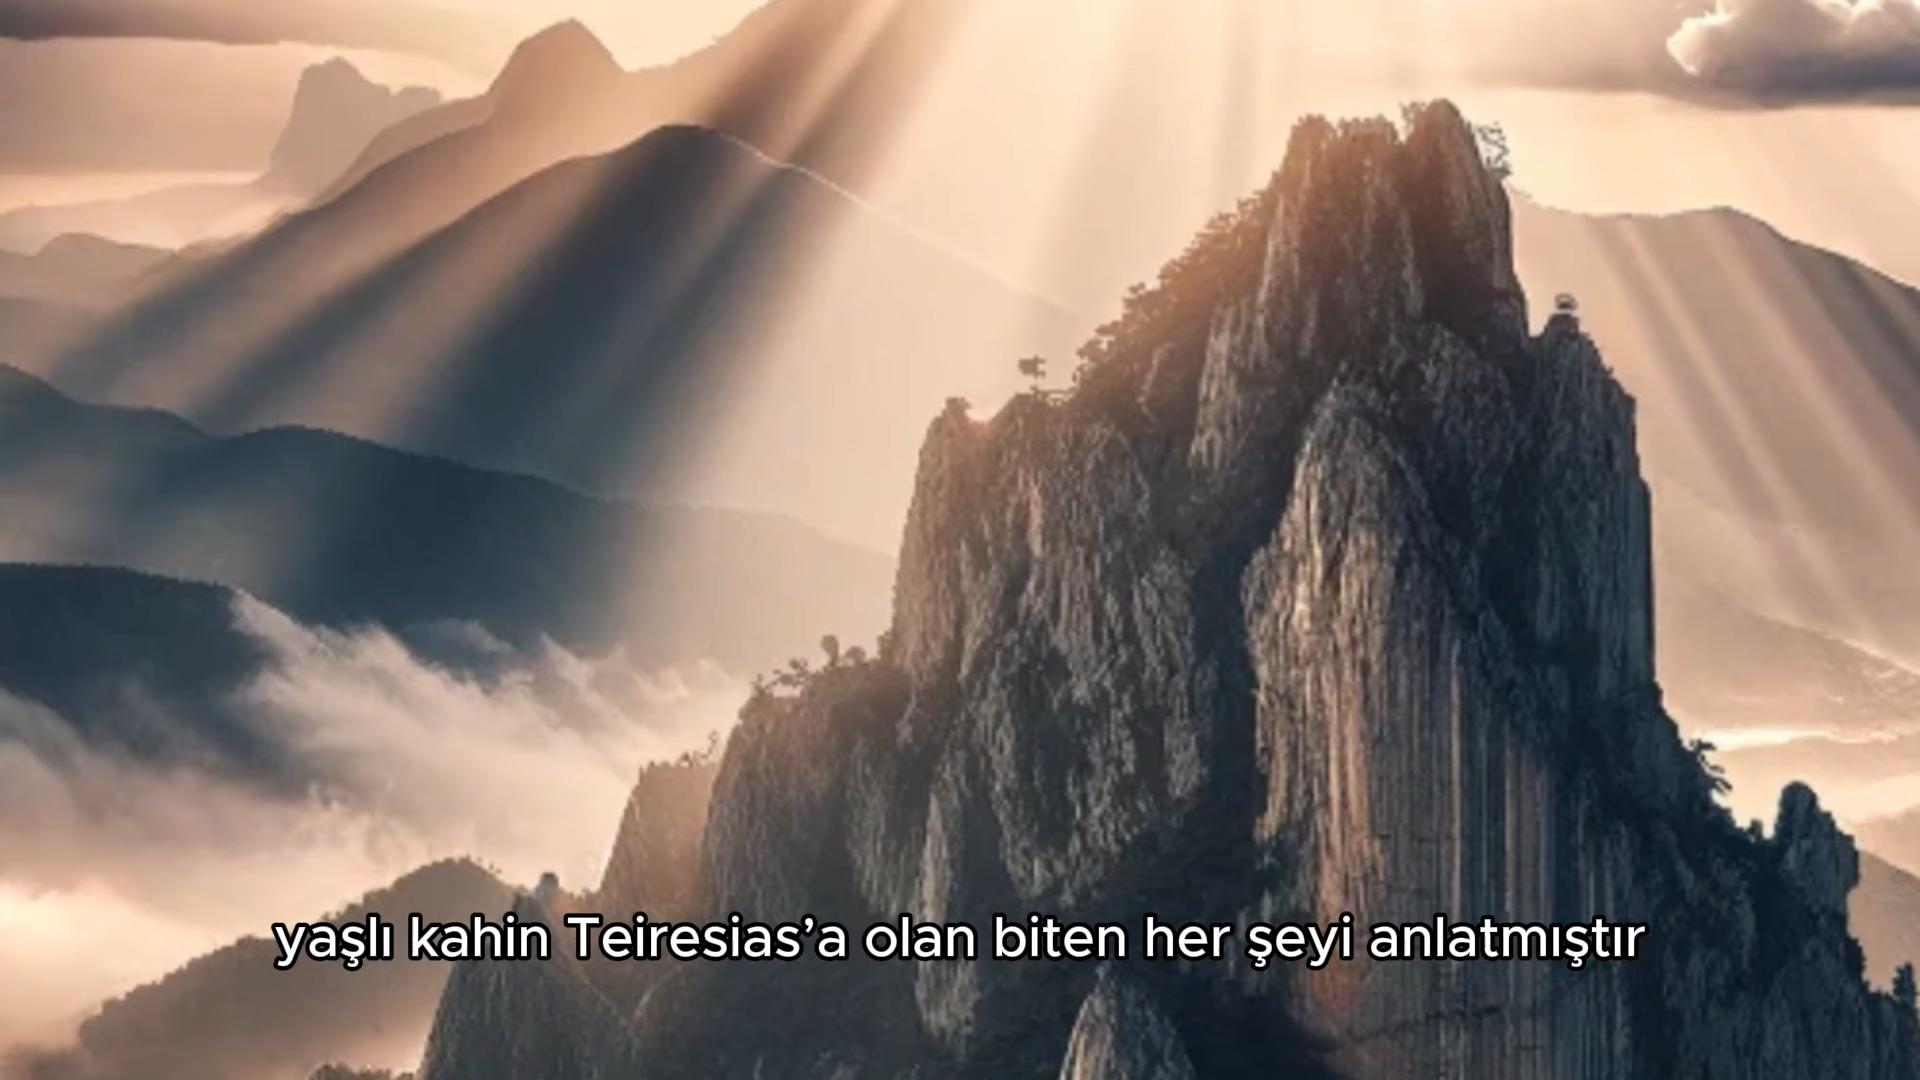 yaşlı kahin Teiresias’a olan biten her şeyi anlatmıştır